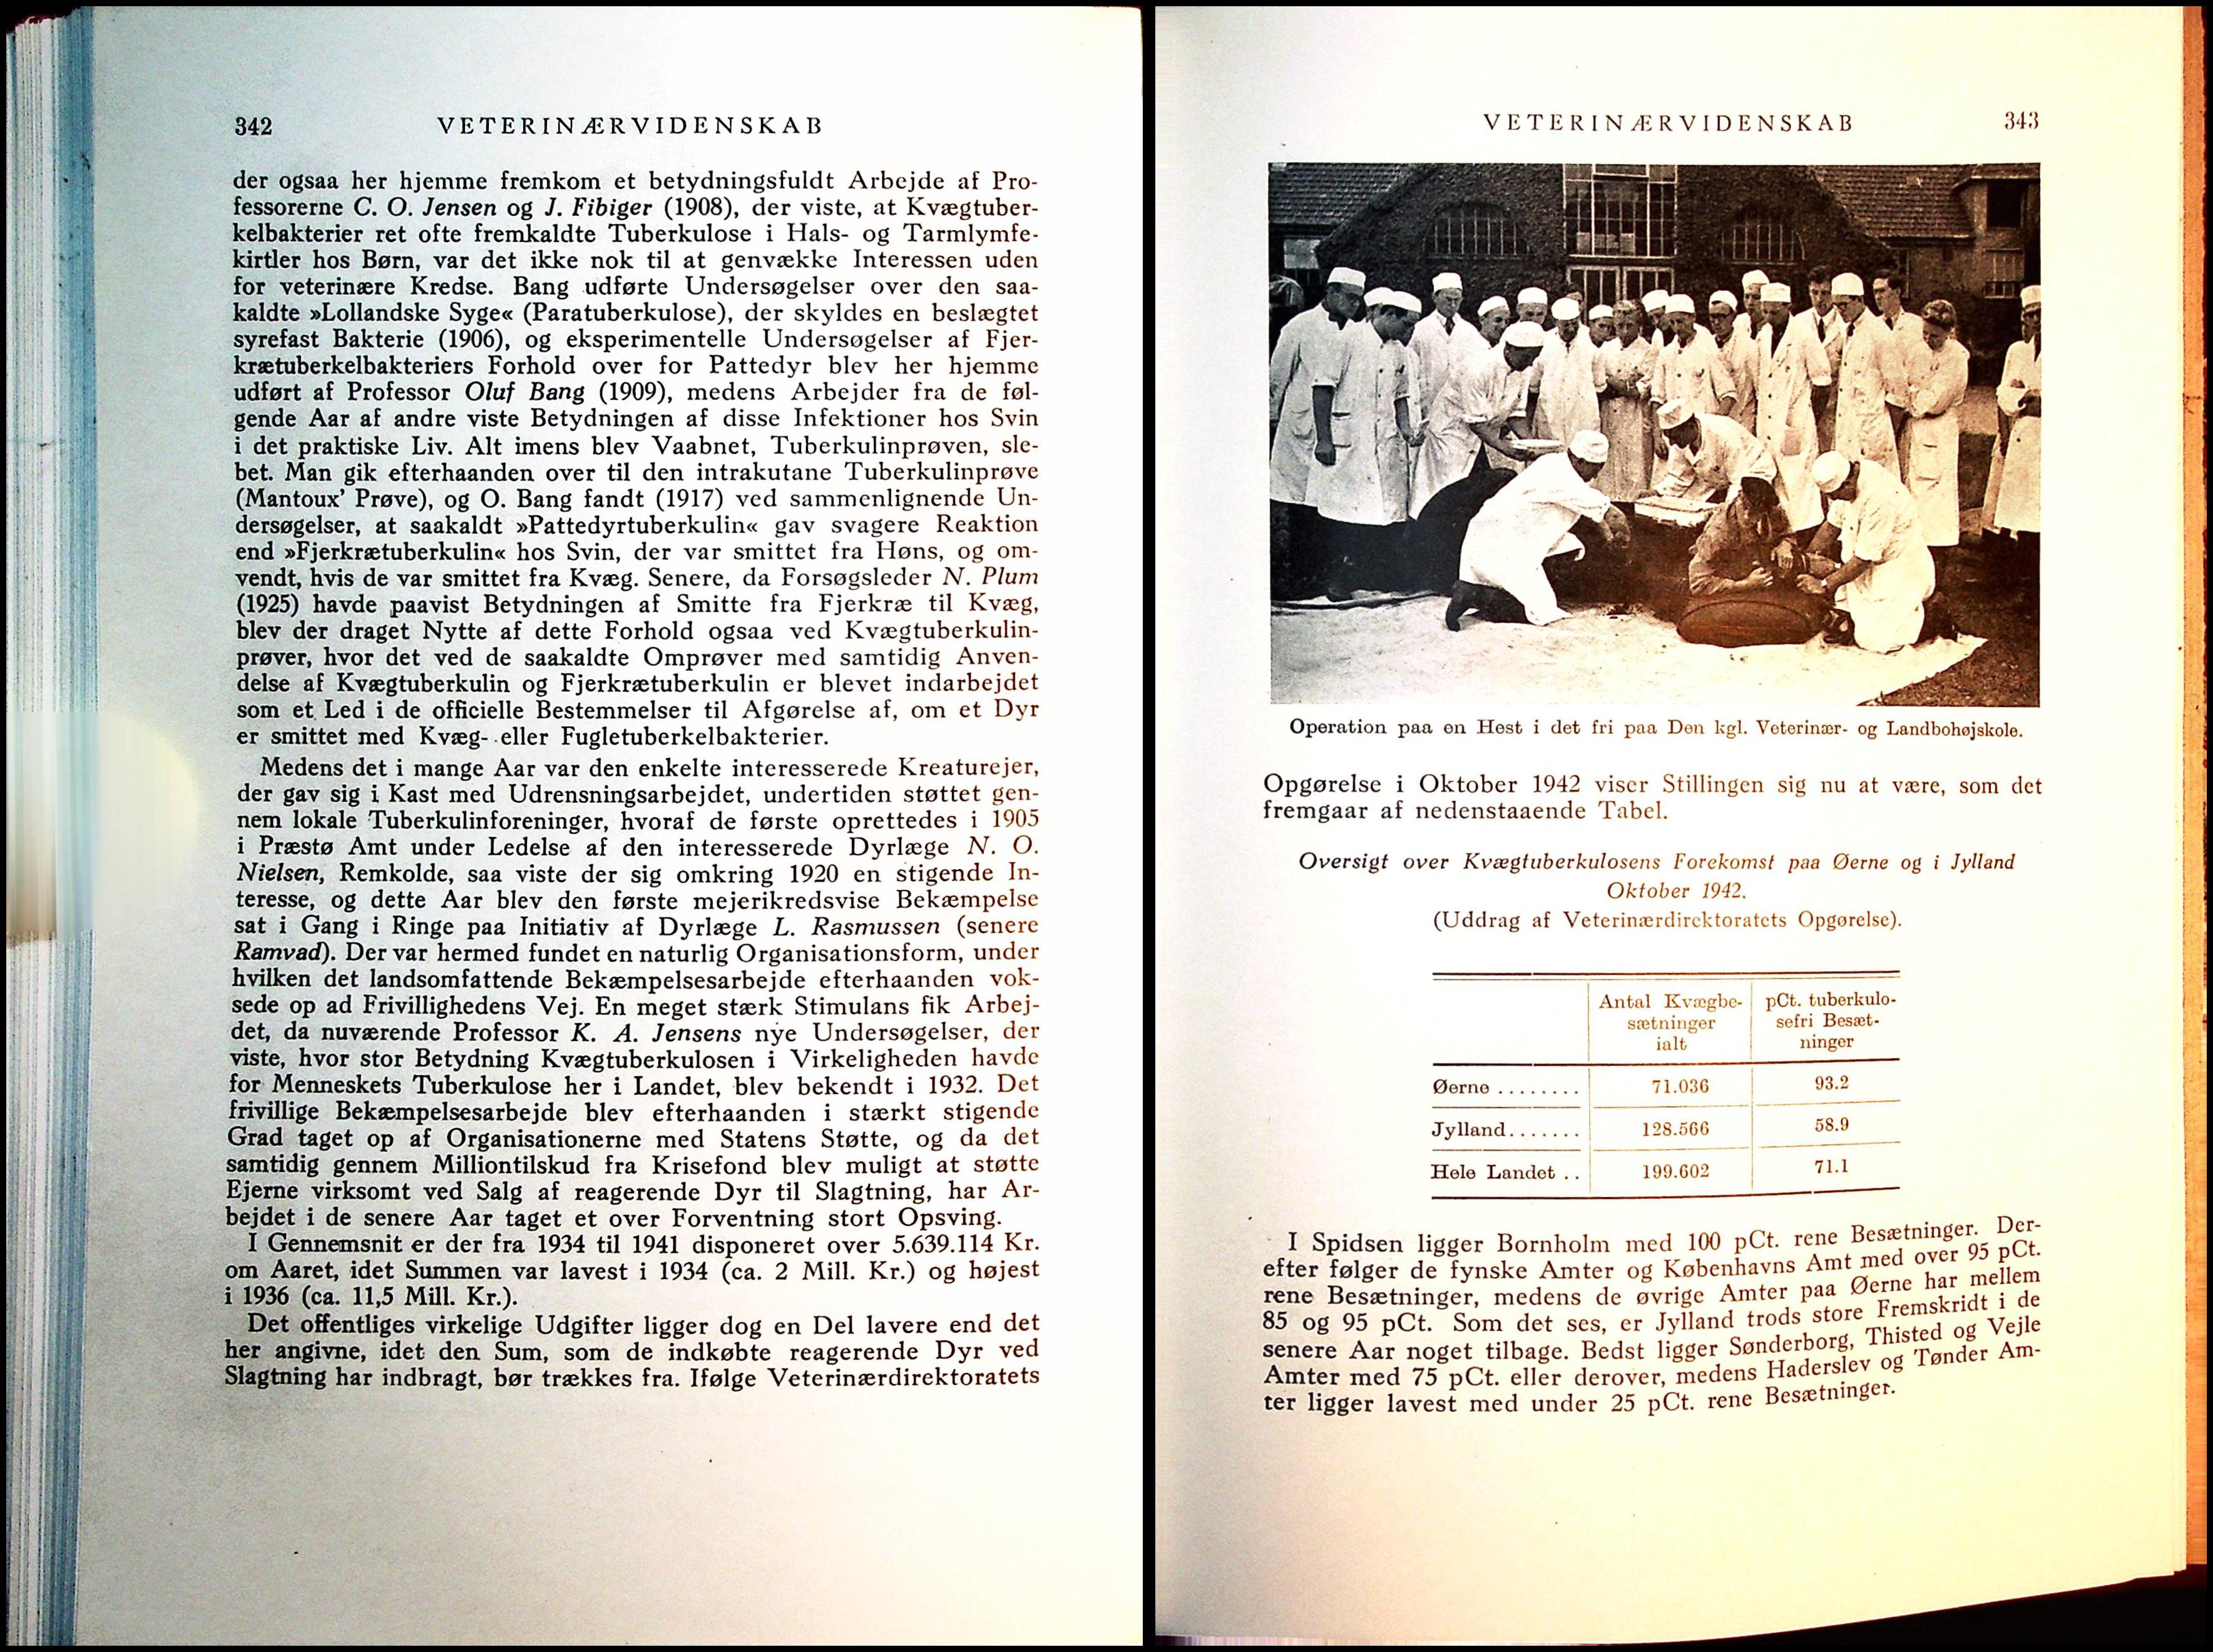 342 VETERINÆRVIDENSKAB
der ogsaa her hjemme fremkom et betydningsfuldt Arbejde af Pro-
fessorerne C. O. Jensen og J. Fibiger (1908), der viste, at Kvægtuber-
kelbakterier ret ofte fremkaldte Tuberkulose i Hals- og Tarmlymfe-
kirtler hos Børn, var det ikke nok til at genvække Interessen uden
for veterinære Kredse. Bang udførte Undersøgelser over den saa-
kaldte »Lollandske Syge« (Paratuberkulose), der skyldes en beslægtet
syrefast Bakterie (1906), og eksperimentelle Undersøgelser af Fjer-
krætuberkelbakteriers Forhold over for Pattedyr blev her hjemme
udført af Professor Oluf Bang (1909), medens Arbejder fra de føl-
gende Aar af andre viste Betydningen af disse Infektioner hos Svin
i det praktiske Liv. Alt imens blev Vaabnet, Tuberkulinprøven, sle-
bet. Man gik efterhaanden over til den intrakutane Tuberkulinprøve
(Mantoux' Prøve), og O. Bang fandt (1917) ved sammenlignende Un-
dersøgelser, at saakaldt »Pattedyrtuberkulin« gav svagere Reaktion
end »Fjerkrætuberkulin« hos Svin, der var smittet fra Høns, og om-
vendt, hvis de var smittet fra Kvæg. Senere, da Forsøgsleder N. Plum
(1925) havde paavist Betydningen af Smitte fra Fjerkræ til Kvæg,
blev der draget Nytte af dette Forhold ogsaa ved Kvægtuberkulin-
prøver, hvor det ved de saakaldte Omprøver med samtidig Anven-
delse af Kvægtuberkulin og Fjerkrætuberkulin er blevet indarbejdet
som et Led i de officielle Bestemmelser til Afgørelse af, om et Dyr
er smittet med Kvæg- eller Fugletuberkelbakterier.
Medens det i mange Aar var den enkelte interesserede Kreaturejer,
der gav sig i Kast med Udrensningsarbejdet, undertiden støttet gen-
nem lokale Tuberkulinforeninger, hvoraf de første oprettedes i 1905
i Præstø Amt under Ledelse af den interesserede Dyrlæge N. O.
Nielsen, Remkolde, saa viste der sig omkring 1920 en stigende In-
teresse, og dette Aar blev den første mejerikredsvise Bekæmpelse
sat i Gang i Ringe paa Initiativ af Dyrlæge L. Rasmussen (senere
Ramvad). Der var hermed fundet en naturlig Organisationsform, under
hvilken det landsomfattende Bekæmpelsesarbejde efterhaanden vok-
sede op ad Frivillighedens Vej. En meget stærk Stimulans fik Arbej-
det, da nuværende Professor K. A. Jensens nye Undersøgelser, der
viste, hvor stor Betydning Kvægtuberkulosen i Virkeligheden havde
for Menneskets Tuberkulose her i Landet, blev bekendt i 1932. Det
frivillige Bekæmpelsesarbejde blev efterhaanden i stærkt stigende
Grad taget op af Organisationerne med Statens Støtte, og da det
samtidig gennem Milliontilskud fra Krisefond blev muligt at støtte
Ejerne virksomt ved Salg af reagerende Dyr til Slagtning, har Ar-
bejdet i de senere Aar taget et over Forventning stort Opsving.
I Gennemsnit er der fra 1934 til 1941 disponeret over 5.639.114 Kr.
om Aaret, idet Summen var lavest i 1934 (ca. 2 Mill. Kr.) og højest
i 1936 (ca. 11,5 Mill. Kr.).
Det offentliges virkelige Udgifter ligger dog en Del lavere end det
her angivne, idet den Sum, som de indkøbte reagerende Dyr ved
Slagtning har indbragt, bør trækkes fra. Ifølge Veterinærdirektoratets
VETERINÆRVIDENSKAB 343
Operation paa en Hest i det fri paa Den kgl. Veterinær- og Landbohøjskole.
Opgørelse i Oktober 1942 viser Stillingen sig nu at være, som det
fremgaar af nedenstaaende Tabel.
Oversigt over Kvægtuberkulosens Forekomst paa Øerne og i Jylland
Oktober 1942.
(Uddrag af Veterinærdirektoratets Opgørelse).
Antal Kvægbe- pCt. tuberkulo-
sætninger sefri Besæt-
ialt ninger
Øerne ........ 71.036 93.2
Jylland....... 128.566 58.9
Hele Landet .. 199.602 71.1
I Spidsen ligger Bornholm med 100 pCt. rene Besætninger. Der-
efter følger de fynske Amter og Københavns Amt med over 95 pCt.
rene Besætninger, medens de øvrige Amter paa Øerne har mellem
85 og 95 pCt. Som det ses, er Jylland trods store Fremskridt i de
senere Aar noget tilbage. Bedst ligger Sønderborg, Thisted og Vejle
Amter med 75 pCt. eller derover, medens Haderslev og Tønder Am-
ter ligger lavest med under 25 pCt. rene Besætninger.